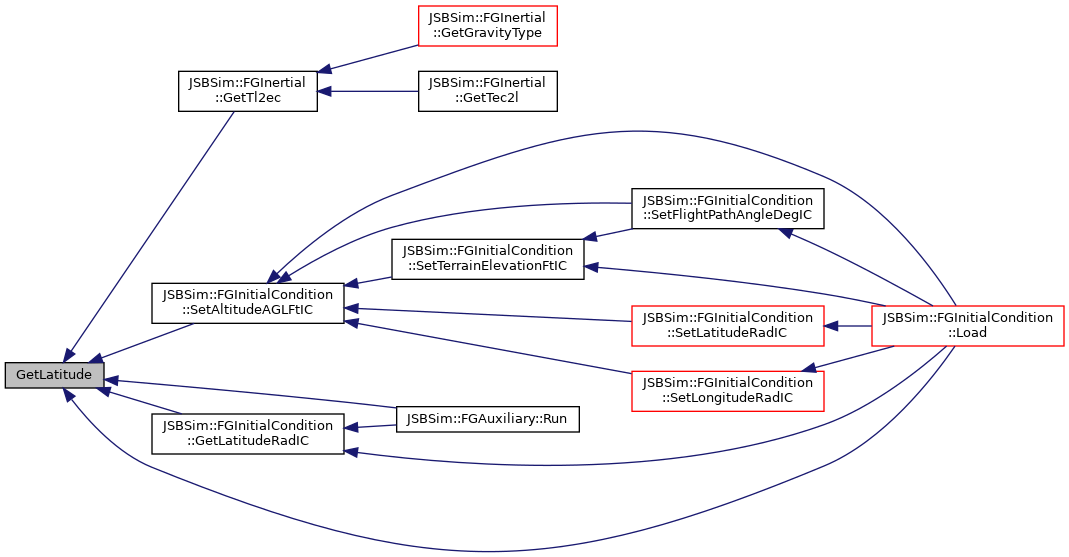 JSBSim::FGInertial
::GetGravityType
JSBSim::FGInertial
::GetTl2ec
JSBSim::FGInertial
::GetTec2l
JSBSim::FGInitialCondition
::SetFlightPathAngleDegIC
JSBSim::FGInitialCondition
::SetTerrainElevationFtIC
JSBSim::FGInitialCondition
::SetAltitudeAGLFtIC
JSBSim::FGInitialCondition
::SetLatitudeRadIC
JSBSim::FGInitialCondition
::Load
GetLatitude
JSBSim::FGInitialCondition
::SetLongitudeRadIC
JSBSim::FGAuxiliary::Run
JSBSim::FGInitialCondition
::GetLatitudeRadIC